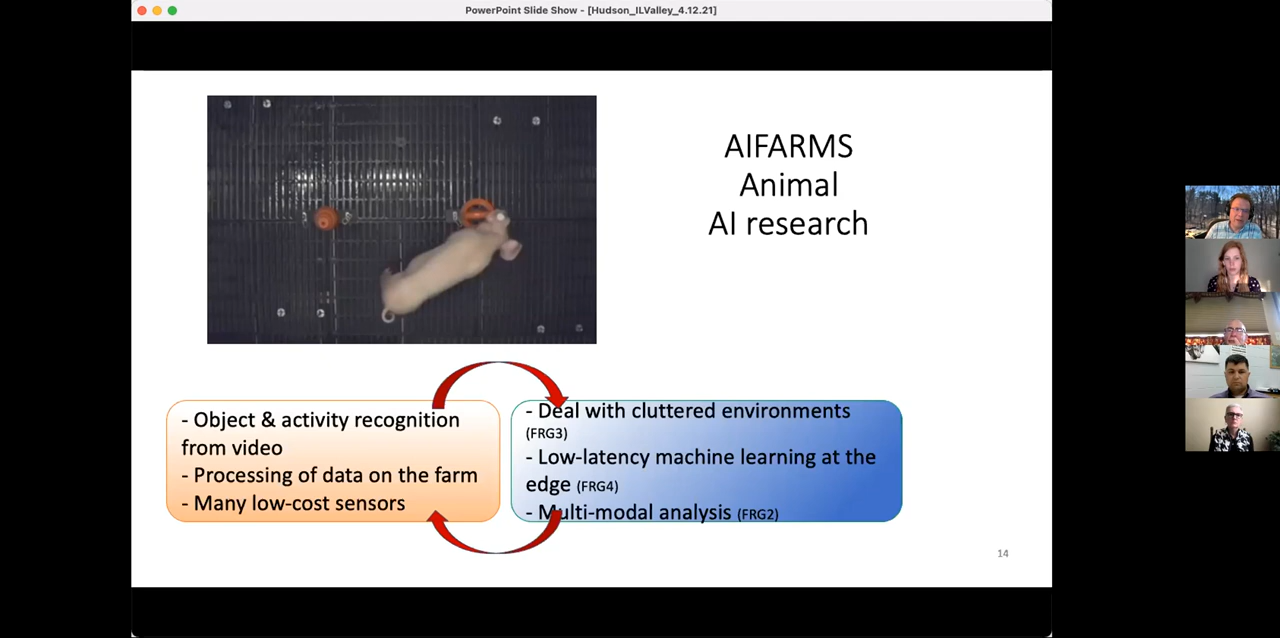 PowerPoint Slide Show - [Hudson_ILValley_4.12.21]
AIFARMS
Animal
AI research
- Object & activity recognition
from video
- Processing of data on the farm
- Many low-cost sensors
- Deal with cluttered environments
(FRG3)
- Low-latency machine learning at the
edge (FRG4)
- Multi-modal analysis (FRG2)
14